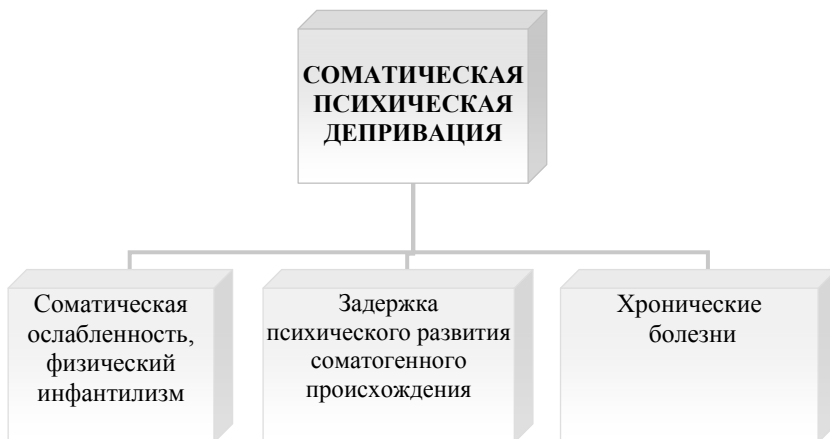 СОМАТИЧЕСКАЯ
ПСИХИЧЕСКАЯ
ДЕПРИВАЦИЯ
Соматическая
ослабленность,
физический
инфантилизм
Задержка
психического развития
соматогенного
происхождения
Хронические
болезни